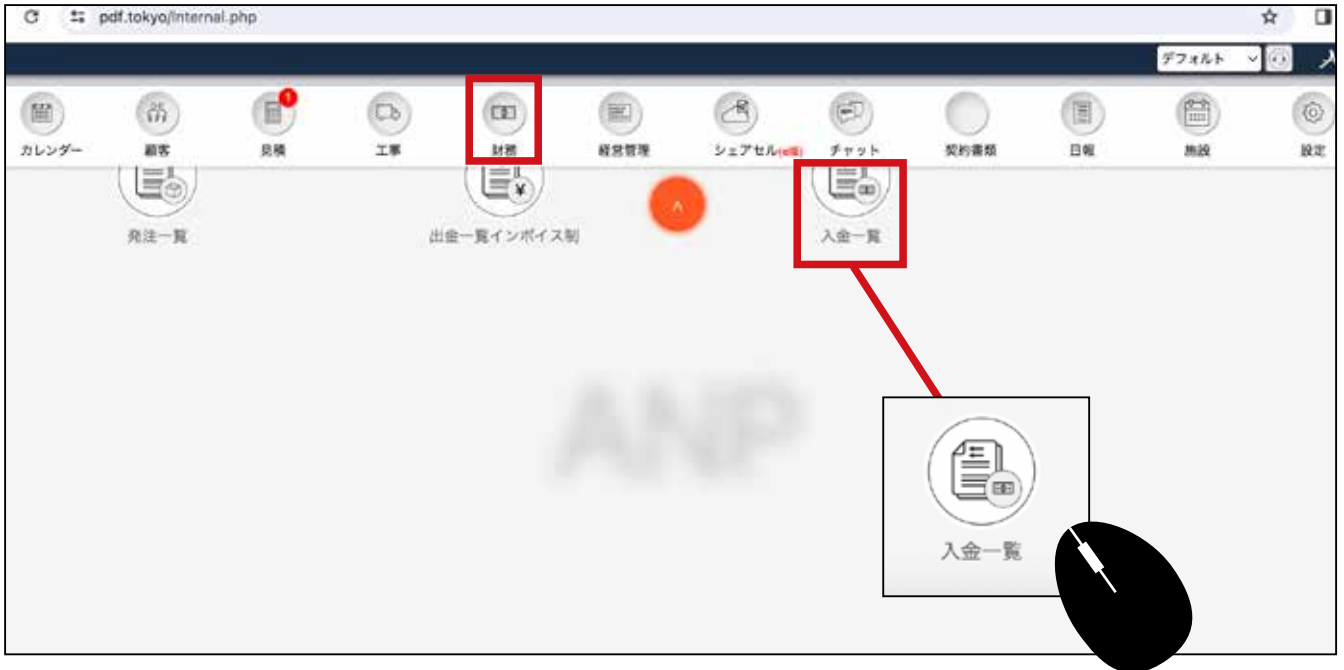 pdf.tokyo/internal.php
デフォルト
1
カレンダー 顧客 見積 工事 財務 経営管理 シェアセル(e版) チャット 契約書類 日報 施設 設定
発注一覧 出金一覧インボイス制 入金一覧
ANP
入金一覧